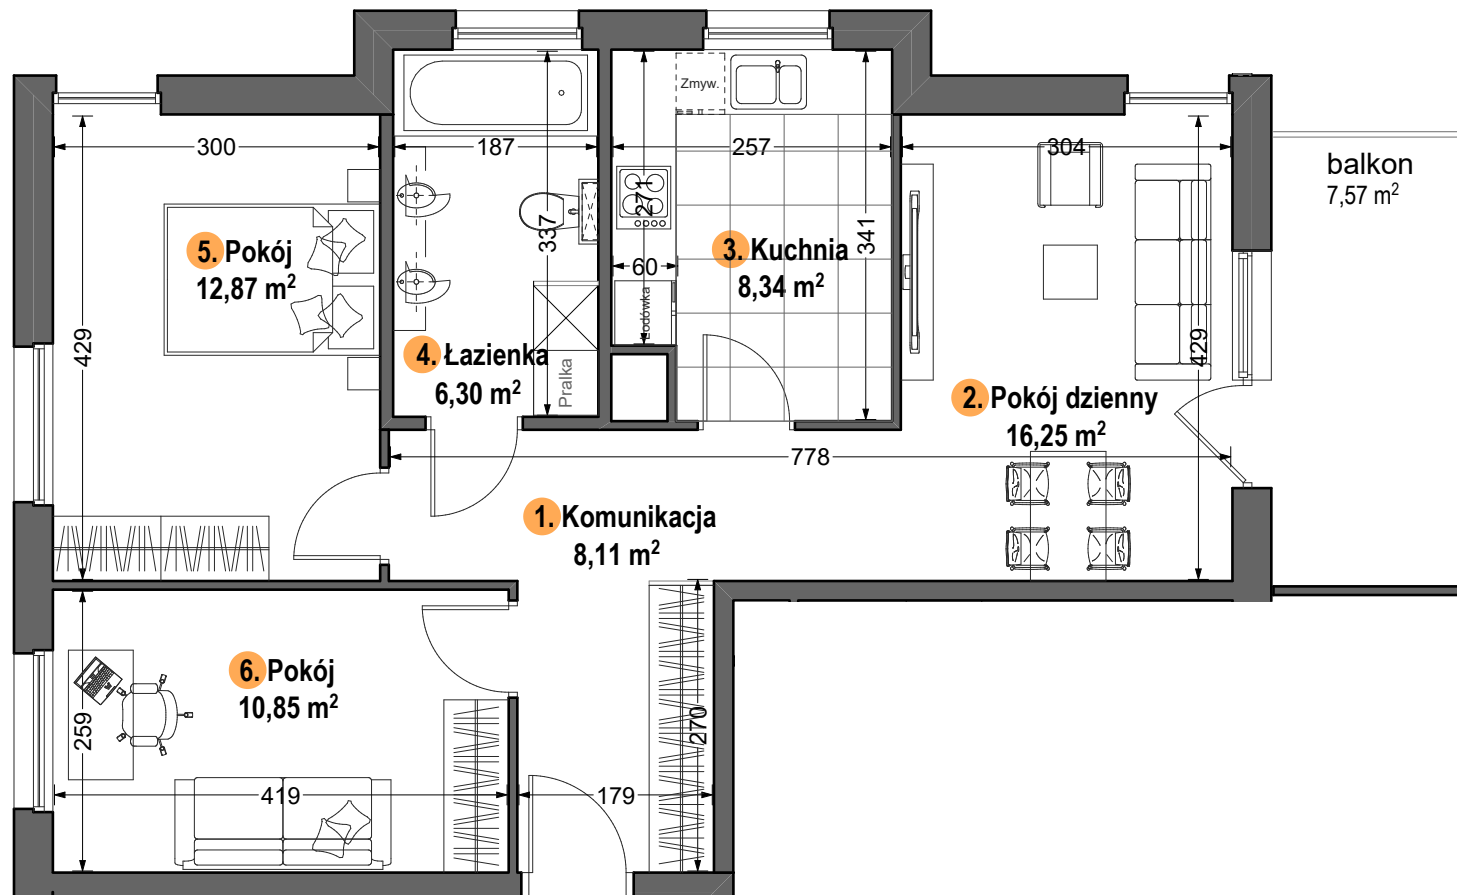 Zmyw.
300
187
257
304
balkon
7,57 m²
271
337
341
5. Pokój
12,87 m²
3. Kuchnia
8,34 m²
60
Lodówka
429
429
4. Łazienka
6,30 m²
Pralka
2. Pokój dzienny
16,25 m²
778
1. Komunikacja
8,11 m²
6. Pokój
10,85 m²
259
270
419
179